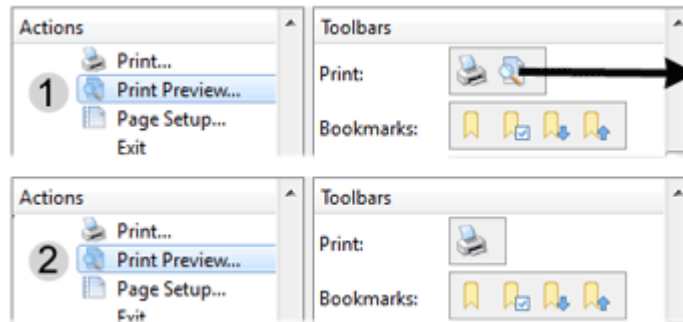 Actions
Print...
1
Print Preview...
Page Setup...
Exit
Toolbars
Print:
Bookmarks:
Actions
Print...
2
Print Preview...
Page Setup...
Exit
Toolbars
Print:
Bookmarks: